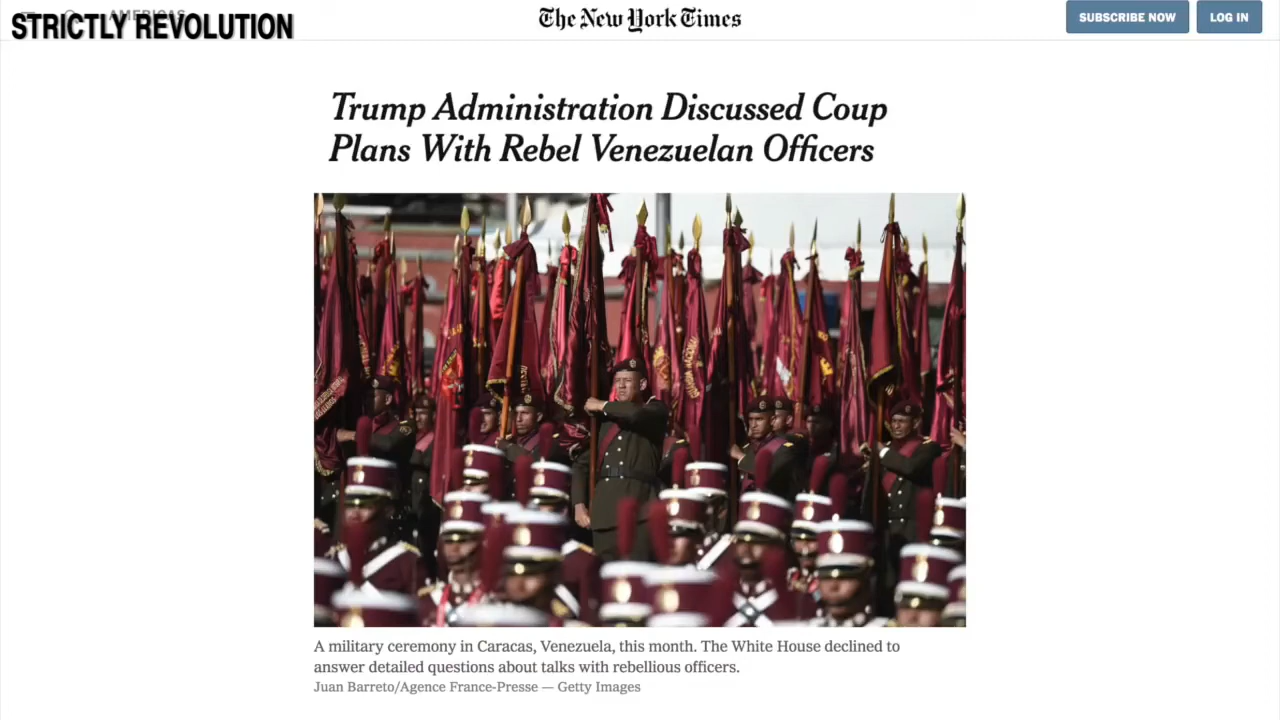 AMERICAS
STRICTLY REVOLUTION
The New York Times
SUBSCRIBE NOW
LOG IN
Trump Administration Discussed Coup
Plans With Rebel Venezuelan Officers
A military ceremony in Caracas, Venezuela, this month. The White House declined to
answer detailed questions about talks with rebellious officers.
Juan Barreto/Agence France-Presse — Getty Images